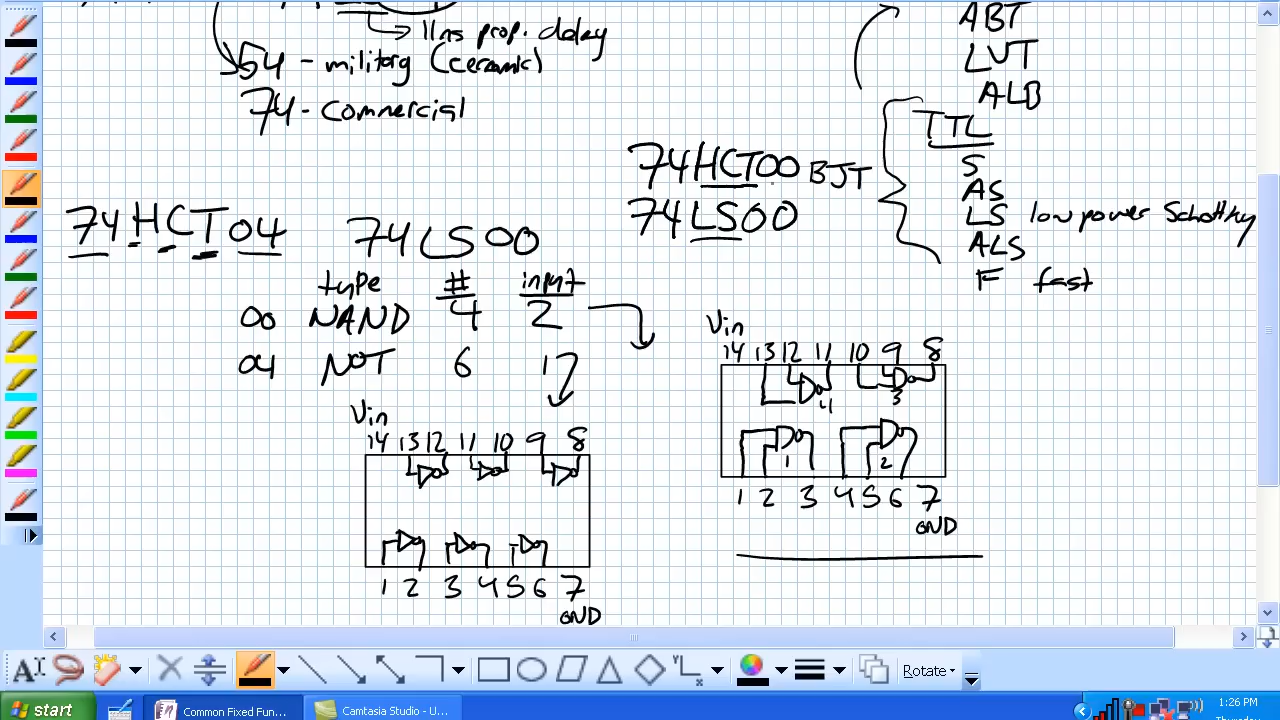 11ns prop. delay
54 - military (ceramic)
74 - commercial
ABT
LVT
ALB
TTL
S
AS
LS low power Schottky
ALS
F fast
74HCT00 BJT
74LS00
74HCT04 74LS00
type # input
00 NAND 4 2
04 NOT 6 1
Vin
14 13 12 11 10 9 8
4 3
1 2
1 2 3 4 5 6 7
GND
Vin
14 13 12 11 10 9 8
1 2 3 4 5 6 7
GND
A
Rotate
start
Common Fixed Fun...
Camtasia Studio - U...
1:26 PM